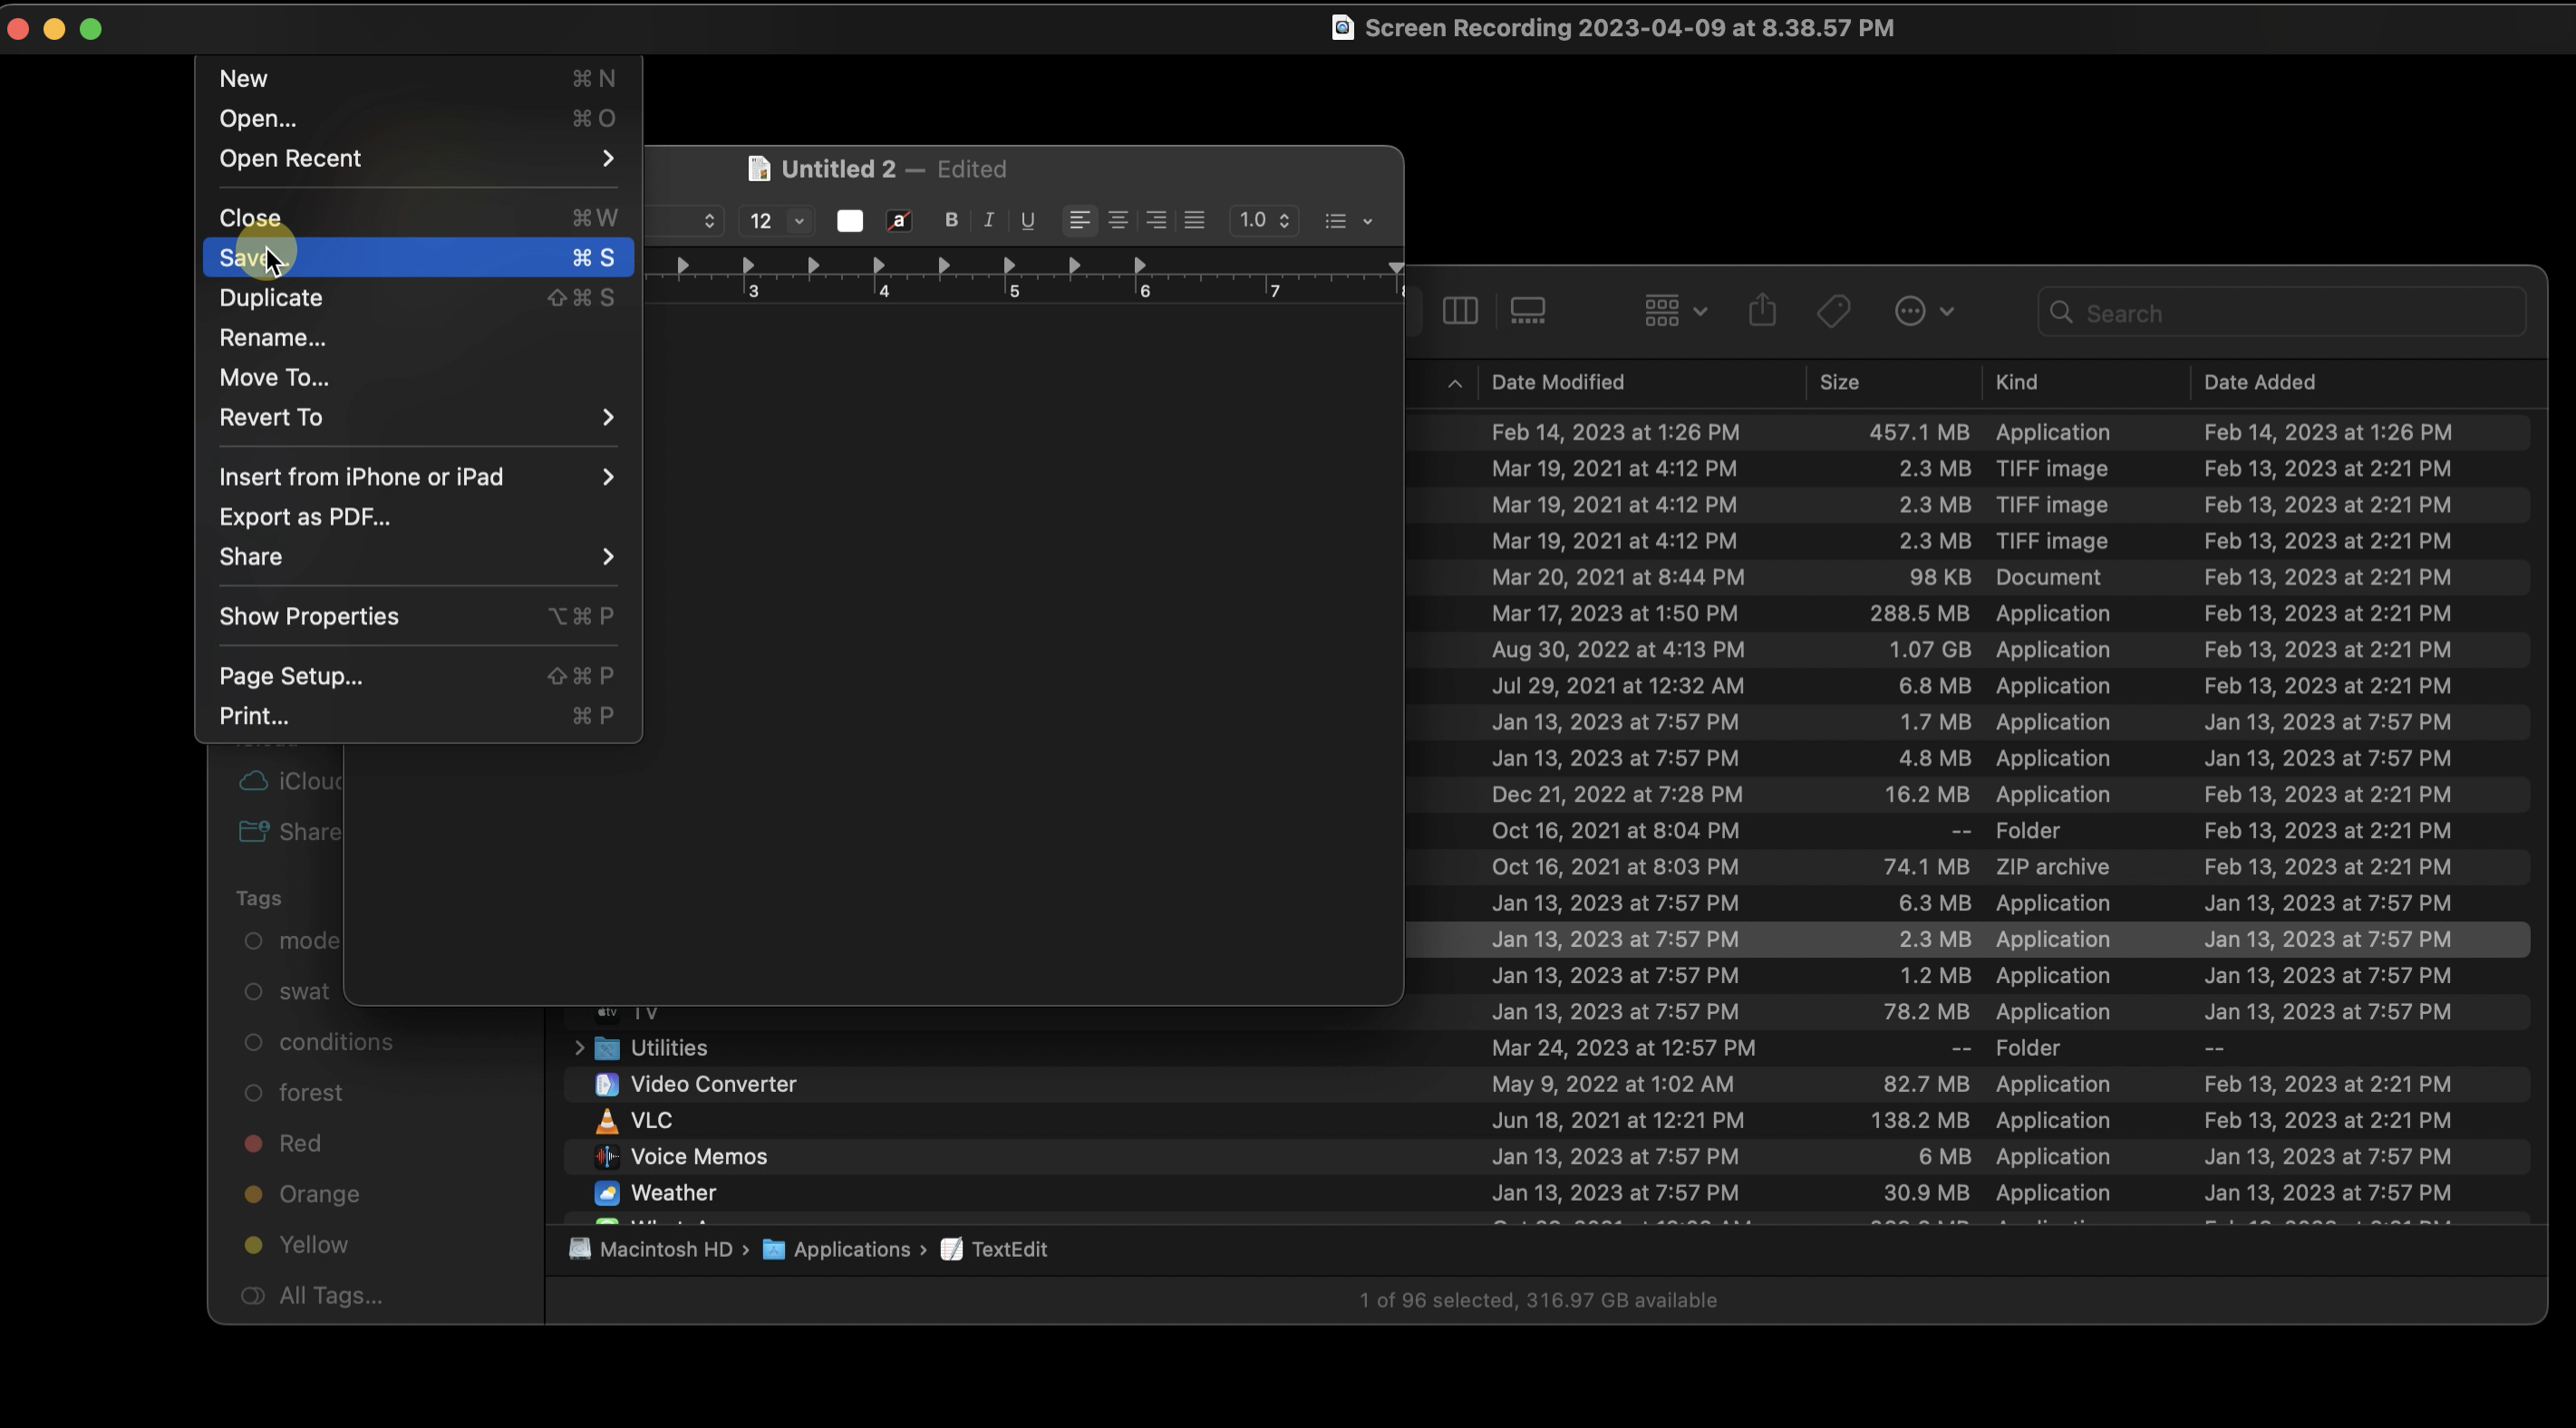 Screen Recording 2023-04-09 at 8.38.57 PM
New ⌘ N
Open... ⌘ O
Open Recent
Close ⌘ W
Save... ⌘ S
Duplicate ⇧ ⌘ S
Rename...
Move To...
Revert To
Insert from iPhone or iPad
Export as PDF...
Share
Show Properties ⌥ ⌘ P
Page Setup... ⇧ ⌘ P
Print... ⌘ P
Untitled 2 — Edited
12 a B I U 1.0
3 4 5 6 7
Search
Date Modified Size Kind Date Added
Feb 14, 2023 at 1:26 PM 457.1 MB Application Feb 14, 2023 at 1:26 PM
Mar 19, 2021 at 4:12 PM 2.3 MB TIFF image Feb 13, 2023 at 2:21 PM
Mar 19, 2021 at 4:12 PM 2.3 MB TIFF image Feb 13, 2023 at 2:21 PM
Mar 19, 2021 at 4:12 PM 2.3 MB TIFF image Feb 13, 2023 at 2:21 PM
Mar 20, 2021 at 8:44 PM 98 KB Document Feb 13, 2023 at 2:21 PM
Mar 17, 2023 at 1:50 PM 288.5 MB Application Feb 13, 2023 at 2:21 PM
Aug 30, 2022 at 4:13 PM 1.07 GB Application Feb 13, 2023 at 2:21 PM
Jul 29, 2021 at 12:32 AM 6.8 MB Application Feb 13, 2023 at 2:21 PM
Jan 13, 2023 at 7:57 PM 1.7 MB Application Jan 13, 2023 at 7:57 PM
Jan 13, 2023 at 7:57 PM 4.8 MB Application Jan 13, 2023 at 7:57 PM
Dec 21, 2022 at 7:28 PM 16.2 MB Application Feb 13, 2023 at 2:21 PM
Oct 16, 2021 at 8:04 PM -- Folder Feb 13, 2023 at 2:21 PM
Oct 16, 2021 at 8:03 PM 74.1 MB ZIP archive Feb 13, 2023 at 2:21 PM
Jan 13, 2023 at 7:57 PM 6.3 MB Application Jan 13, 2023 at 7:57 PM
Jan 13, 2023 at 7:57 PM 2.3 MB Application Jan 13, 2023 at 7:57 PM
Jan 13, 2023 at 7:57 PM 1.2 MB Application Jan 13, 2023 at 7:57 PM
TV Jan 13, 2023 at 7:57 PM 78.2 MB Application Jan 13, 2023 at 7:57 PM
Utilities Mar 24, 2023 at 12:57 PM -- Folder --
Video Converter May 9, 2022 at 1:02 AM 82.7 MB Application Feb 13, 2023 at 2:21 PM
VLC Jun 18, 2021 at 12:21 PM 138.2 MB Application Feb 13, 2023 at 2:21 PM
Voice Memos Jan 13, 2023 at 7:57 PM 6 MB Application Jan 13, 2023 at 7:57 PM
Weather Jan 13, 2023 at 7:57 PM 30.9 MB Application Jan 13, 2023 at 7:57 PM
iCloud
Share
Tags
mode
swat
conditions
forest
Red
Orange
Yellow
All Tags...
Macintosh HD › Applications › TextEdit
1 of 96 selected, 316.97 GB available